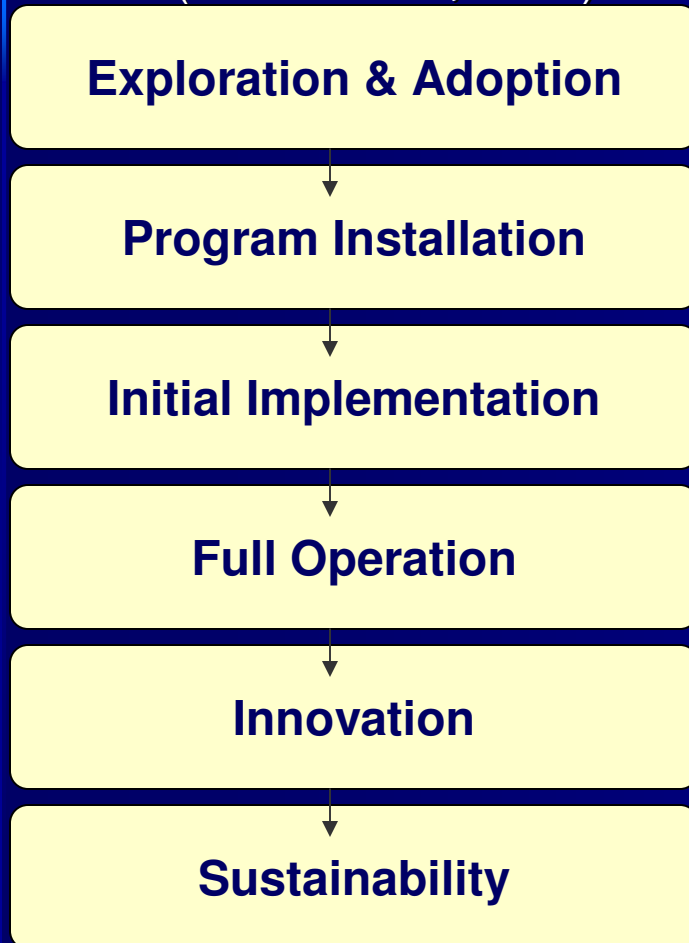 Exploration & Adoption
Program Installation
Initial Implementation
Full Operation
Innovation
Sustainability